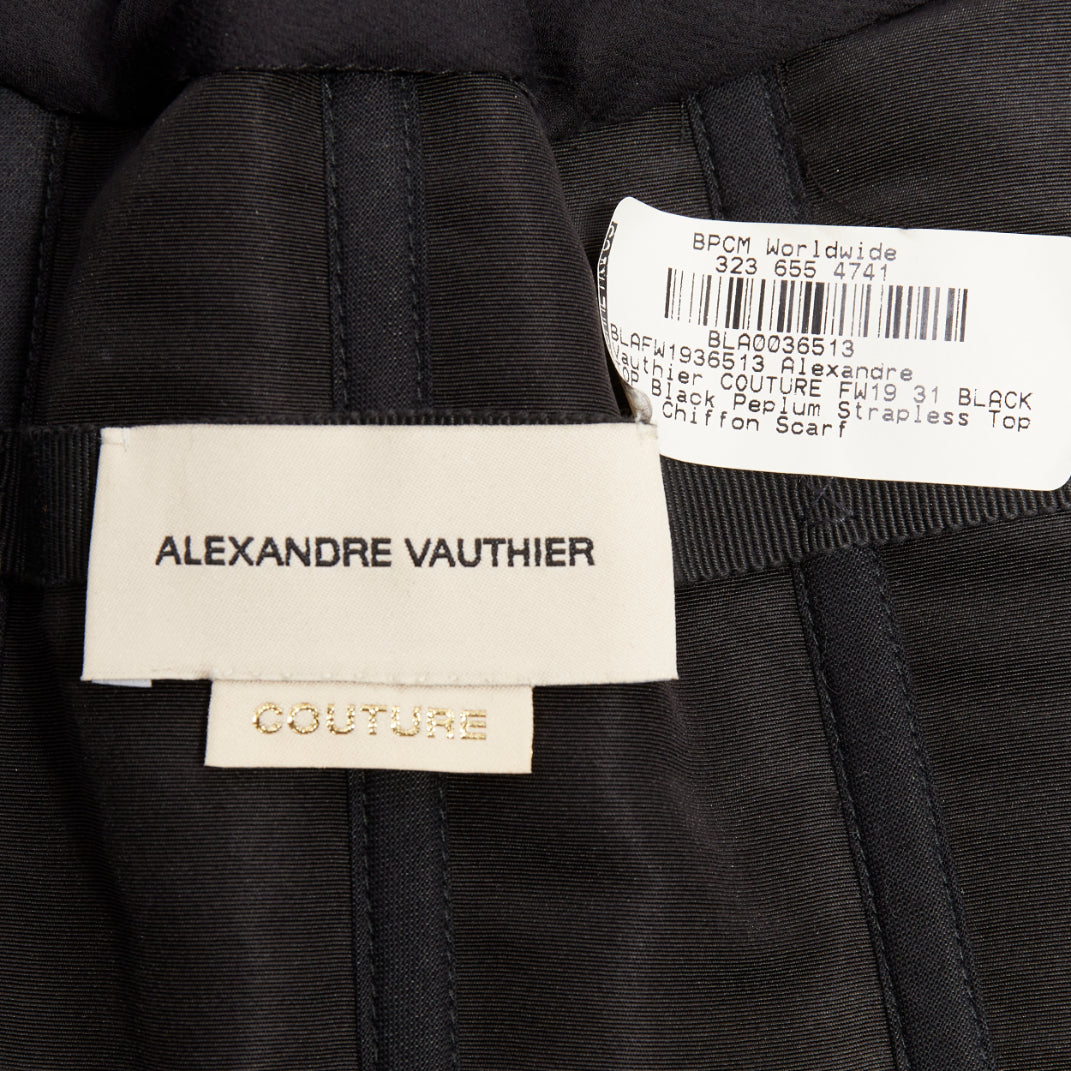 BPCM Worldwide
323 655 4741
BLA0036513
BLAFW1936513 Alexandre
Vauthier COUTURE FW19 31 BLACK
OP Black Peplum Strapless Top
Chiffon Scarf
ALEXANDRE VAUTHIER
COUTURE